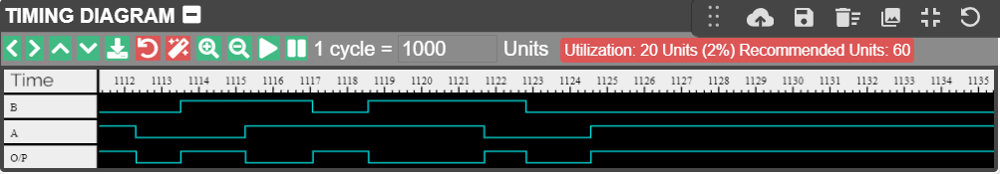 TIMING DIAGRAM
1 cycle = 1000 Units Utilization: 20 Units (2%) Recommended Units: 60
Time 1112 1113 1114 1115 1116 1117 1118 1119 1120 1121 1122 1123 1124 1125 1126 1127 1128 1129 1130 1131 1132 1133 1134 1135
B
A
O/P